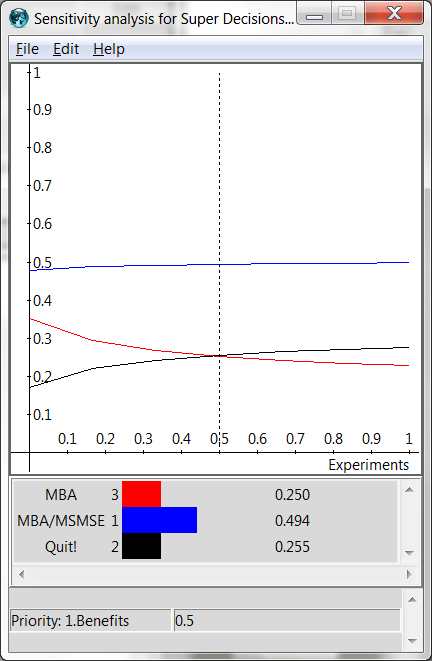 Sensitivity analysis for Super Decisions...
File Edit Help
1
0.9
0.8
0.7
0.6
0.5
0.4
0.3
0.2
0.1
0.1 0.2 0.3 0.4 0.5 0.6 0.7 0.8 0.9 1
Experiments
MBA 3 0.250
MBA/MSMSE 1 0.494
Quit! 2 0.255
Priority: 1.Benefits 0.5